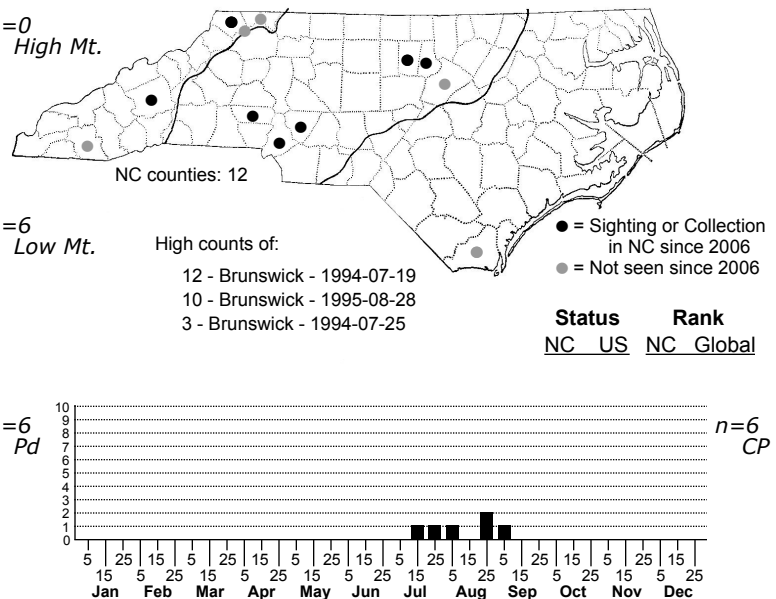 =0
High Mt.
NC counties: 12
=6
Low Mt.
High counts of:
12 - Brunswick - 1994-07-19
10 - Brunswick - 1995-08-28
3 - Brunswick - 1994-07-25
= Sighting or Collection
in NC since 2006
= Not seen since 2006
Status Rank
NC US NC Global
=6
Pd
n=6
CP
10
9
8
7
6
5
4
3
2
1
0
5 25 15 5 25 15 5 25 15 5 25 15 5 25 15 5 25 15
15 5 25 15 5 25 15 5 25 15 5 25 15 5 25 15 5 25
Jan Feb Mar Apr May Jun Jul Aug Sep Oct Nov Dec